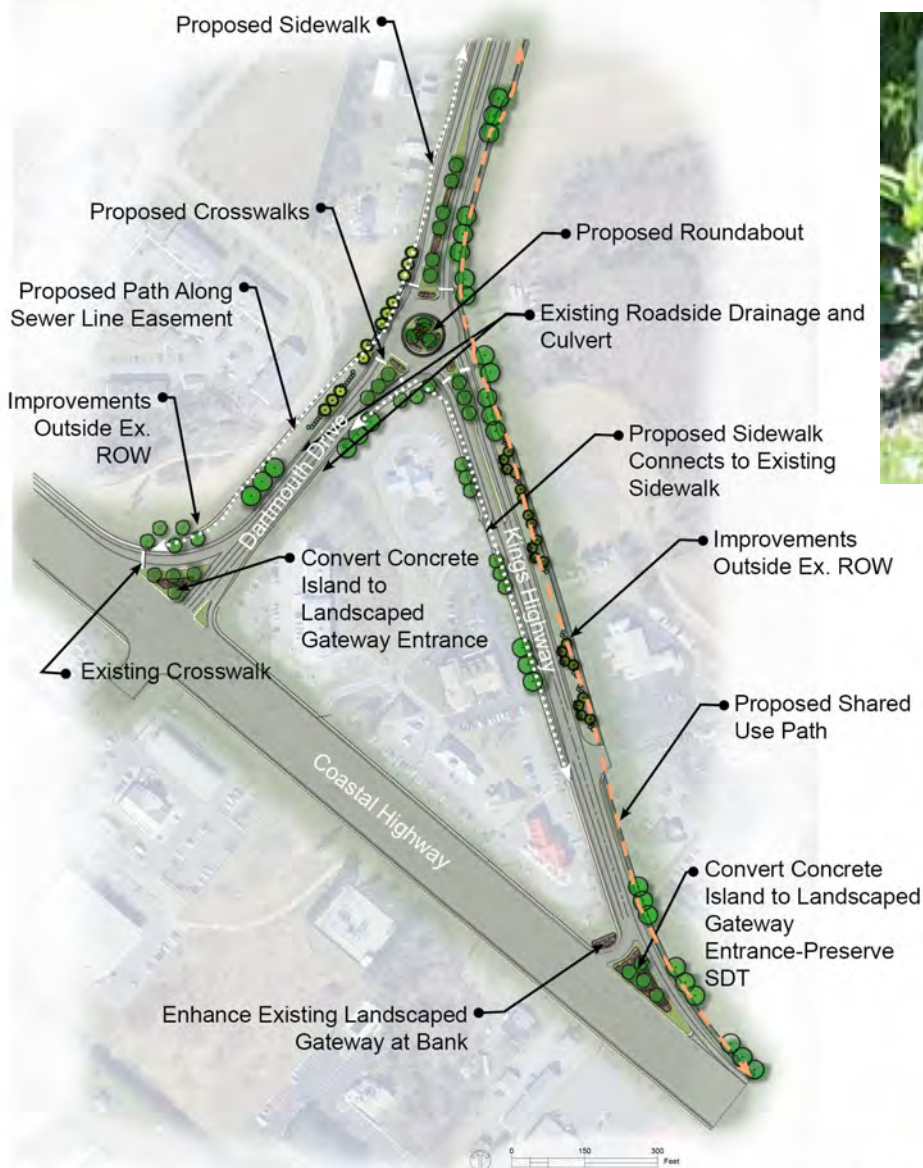 Proposed Sidewalk
Proposed Crosswalks
Proposed Roundabout
Proposed Path Along
Sewer Line Easement
Existing Roadside Drainage and
Culvert
Improvements
Outside Ex.
ROW
Dartmouth Drive
Proposed Sidewalk
Connects to Existing
Sidewalk
Kings Highway
Improvements
Outside Ex. ROW
Convert Concrete
Island to
Landscaped
Gateway Entrance
Existing Crosswalk
Proposed Shared
Use Path
Coastal Highway
Convert Concrete
Island to Landscaped
Gateway
Entrance-Preserve
SDT
Enhance Existing Landscaped
Gateway at Bank
0 150 300
Feet